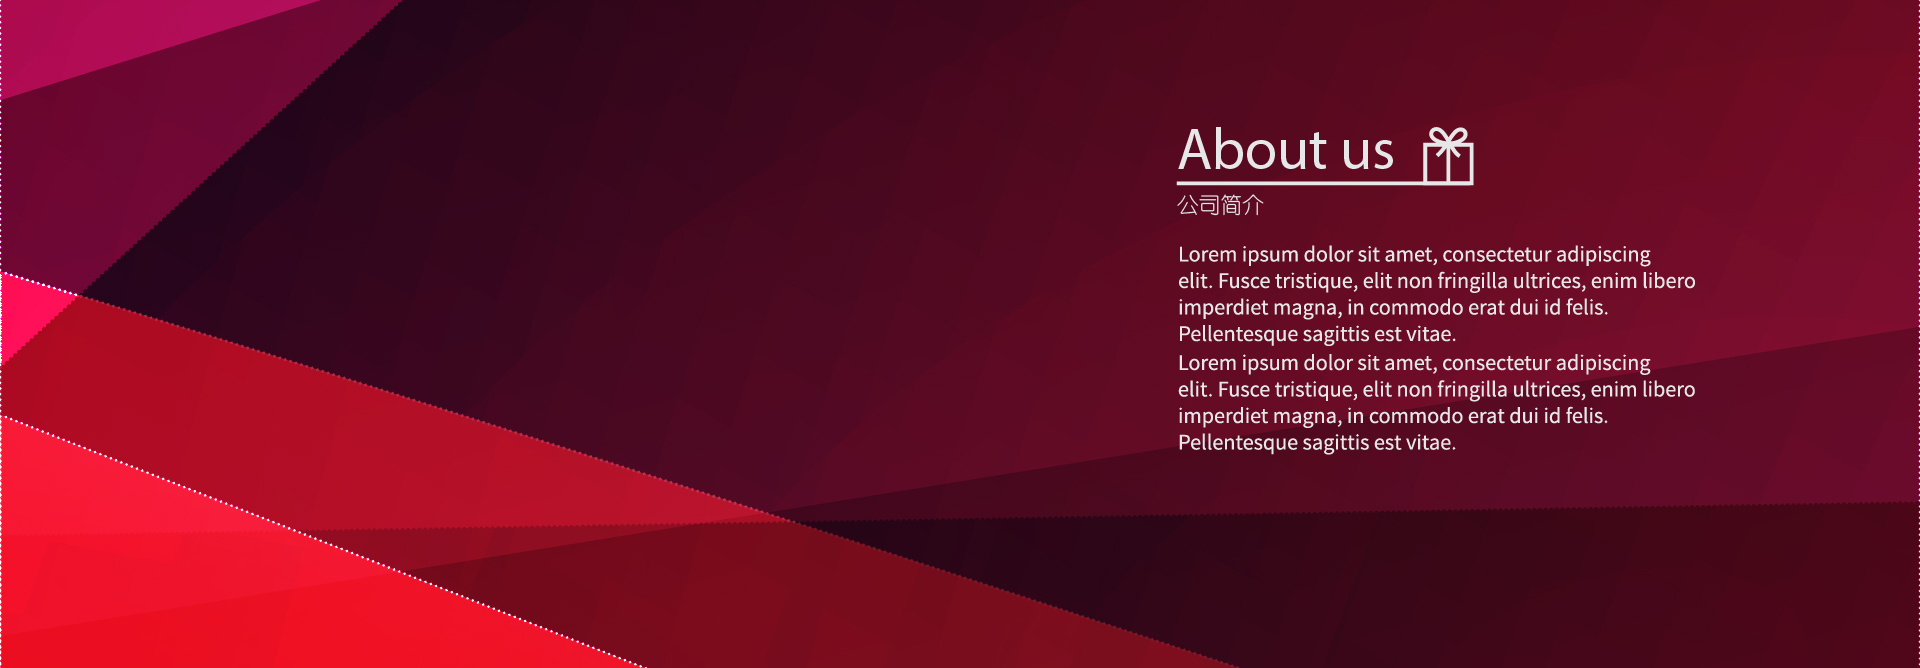 About us
公司简介
Lorem ipsum dolor sit amet, consectetur adipiscing
elit. Fusce tristique, elit non fringilla ultrices, enim libero
imperdiet magna, in commodo erat dui id felis.
Pellentesque sagittis est vitae.
Lorem ipsum dolor sit amet, consectetur adipiscing
elit. Fusce tristique, elit non fringilla ultrices, enim libero
imperdiet magna, in commodo erat dui id felis.
Pellentesque sagittis est vitae.